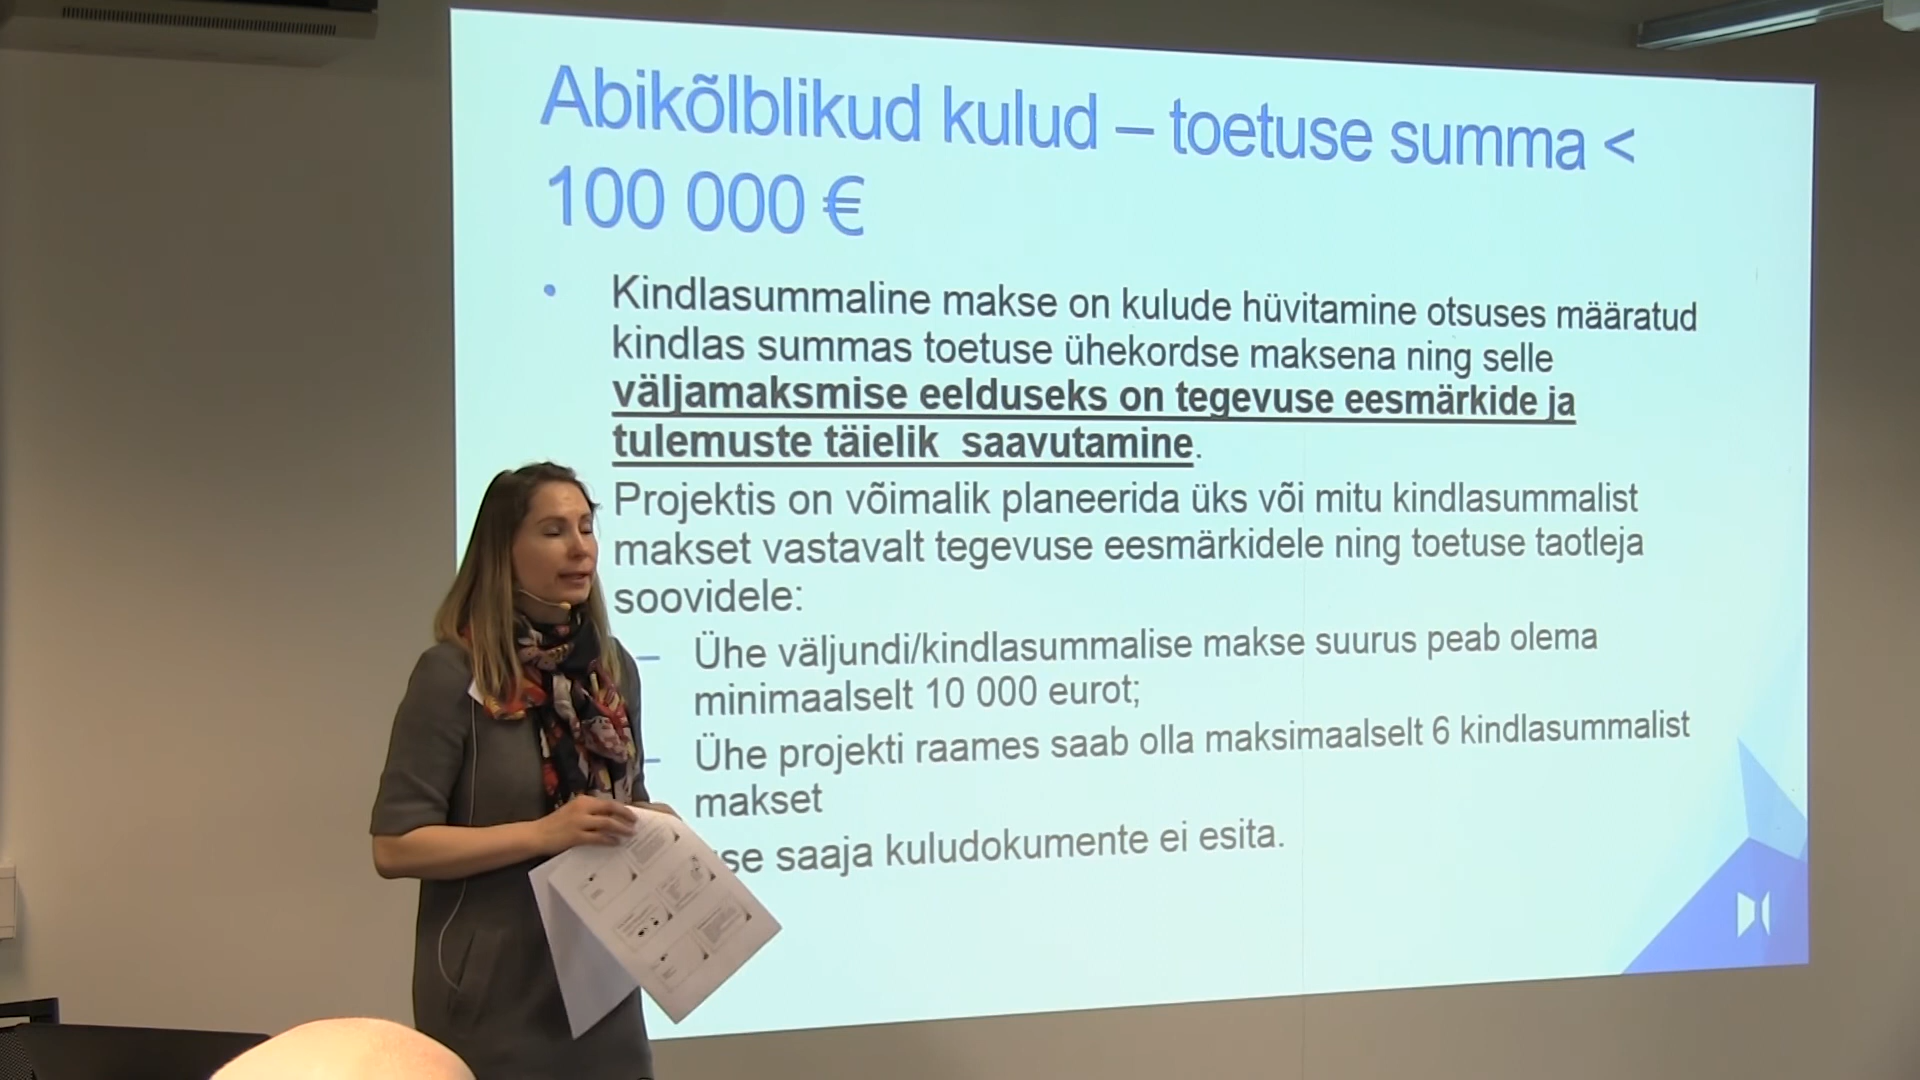 Abikõlblikud kulud – toetuse summa <
100 000 €
• Kindlasummaline makse on kulude hüvitamine otsuses määratud
kindlas summas toetuse ühekordse maksena ning selle
väljamaksmise eelduseks on tegevuse eesmärkide ja
tulemuste täielik saavutamine.
Projektis on võimalik planeerida üks või mitu kindlasummalist
makset vastavalt tegevuse eesmärkidele ning toetuse taotleja
soovidele:
– Ühe väljundi/kindlasummalise makse suurus peab olema
minimaalselt 10 000 eurot;
– Ühe projekti raames saab olla maksimaalselt 6 kindlasummalist
makset
saaja kuludokumente ei esita.